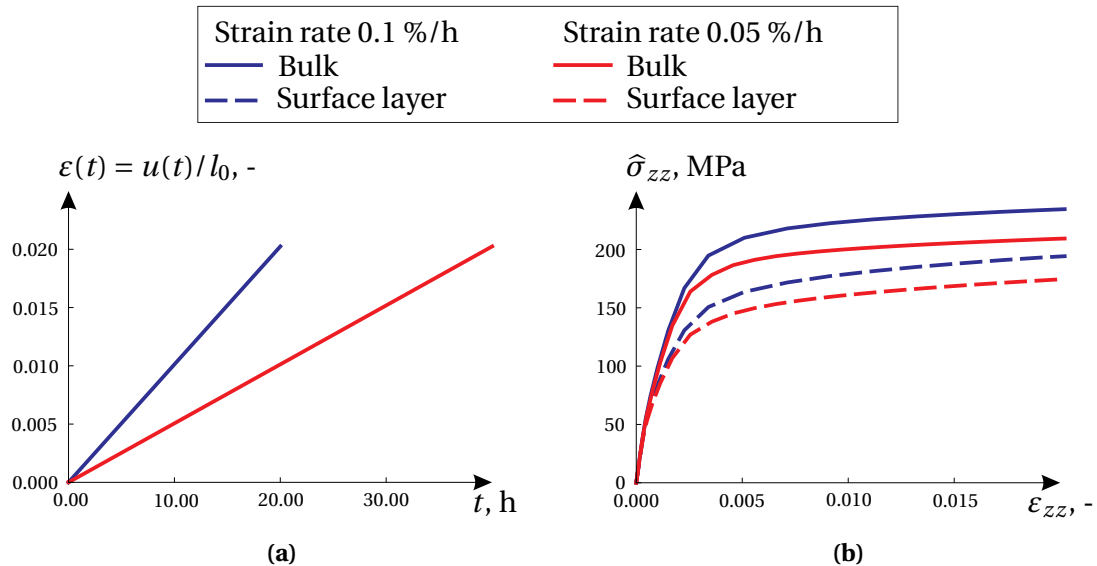 Strain rate 0.1 %/h Strain rate 0.05 %/h
Bulk Bulk
Surface layer Surface layer
ε(t) = u(t)/l₀, -
0.020
0.015
0.010
0.005
0.000
0.00 10.00 20.00 30.00
t, h
(a)
σ̂zz, MPa
200
150
100
50
0
0.000 0.005 0.010 0.015
εzz, -
(b)